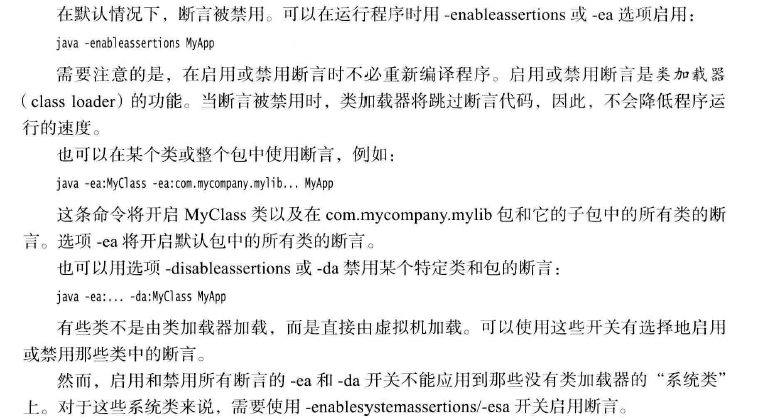 在默认情况下，断言被禁用。可以在运行程序时用 -enableassertions 或 -ea 选项启用：
java -enableassertions MyApp
需要注意的是，在启用或禁用断言时不必重新编译程序。启用或禁用断言是类加载器
（class loader）的功能。当断言被禁用时，类加载器将跳过断言代码，因此，不会降低程序运
行的速度。
也可以在某个类或整个包中使用断言，例如：
java -ea:MyClass -ea:com.mycompany.mylib... MyApp
这条命令将开启 MyClass 类以及在 com.mycompany.mylib 包和它的子包中的所有类的断
言。选项 -ea 将开启默认包中的所有类的断言。
也可以用选项 -disableassertions 或 -da 禁用某个特定类和包的断言：
java -ea:... -da:MyClass MyApp
有些类不是由类加载器加载，而是直接由虚拟机加载。可以使用这些开关有选择地启用
或禁用那些类中的断言。
然而，启用和禁用所有断言的 -ea 和 -da 开关不能应用到那些没有类加载器的“系统类”
上。对于这些系统类来说，需要使用 -enablesystemassertions/-esa 开关启用断言。